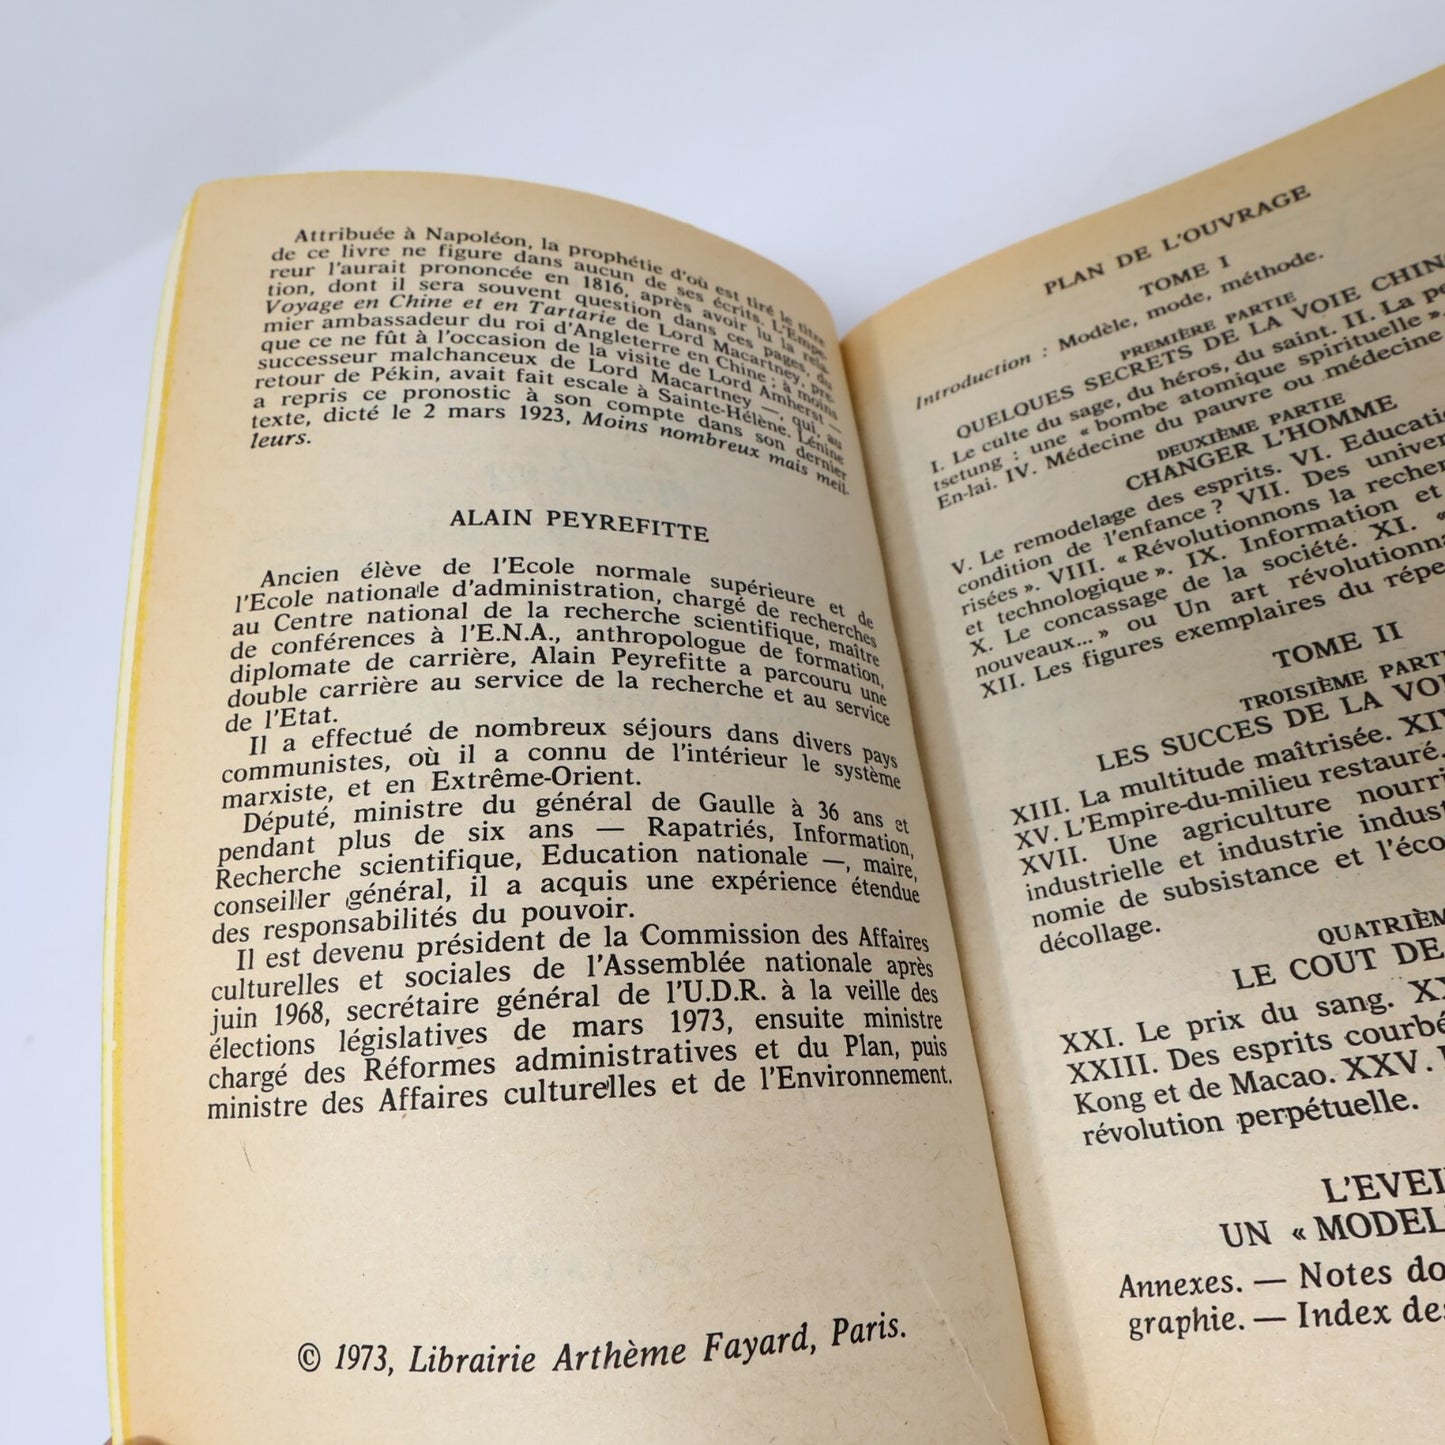 Attribuée à Napoléon, la prophétie d'où est tiré le titre
de ce livre ne figure dans aucun de ses écrits. L'Empe-
reur l'aurait prononcée en 1816, après avoir lu la rela-
tion, dont il sera souvent question dans ces pages, du
Voyage en Chine et en Tartarie de Lord Macartney, pre-
mier ambassadeur du roi d'Angleterre en Chine ; à moins
que ce ne fût à l'occasion de la visite de Lord Amherst —
successeur malchanceux de Lord Macartney —, qui, au
retour de Pékin, avait fait escale à Sainte-Hélène. Lénine
a repris ce pronostic à son compte dans son dernier
texte, dicté le 2 mars 1923, Moins nombreux mais meil-
leurs.
ALAIN PEYREFITTE
Ancien élève de l'Ecole normale supérieure et de
l'Ecole nationale d'administration, chargé de recherches
au Centre national de la recherche scientifique, maître
de conférences à l'E.N.A., anthropologue de formation,
diplomate de carrière, Alain Peyrefitte a parcouru une
double carrière au service de la recherche et au service
de l'Etat.
Il a effectué de nombreux séjours dans divers pays
communistes, où il a connu de l'intérieur le système
marxiste, et en Extrême-Orient.
Député, ministre du général de Gaulle à 36 ans et
pendant plus de six ans — Rapatriés, Information,
Recherche scientifique, Education nationale —, maire,
conseiller général, il a acquis une expérience étendue
des responsabilités du pouvoir.
Il est devenu président de la Commission des Affaires
culturelles et sociales de l'Assemblée nationale après
juin 1968, secrétaire général de l'U.D.R. à la veille des
élections législatives de mars 1973, ensuite ministre
chargé des Réformes administratives et du Plan, puis
ministre des Affaires culturelles et de l'Environnement.
© 1973, Librairie Arthème Fayard, Paris.
PLAN DE L'OUVRAGE
TOME I
Introduction : Modèle, mode, méthode.
PREMIÈRE PARTIE
QUELQUES SECRETS DE LA VOIE CHINO
I. Le culte du sage, du héros, du saint. II. La pe
tsetung : une « bombe atomique spirituelle ».
En-lai. IV. Médecine du pauvre ou médecine
DEUXIÈME PARTIE
CHANGER L'HOMME
V. Le remodelage des esprits. VI. Educati
condition de l'enfance ? VII. Des univer
risées ». VIII. « Révolutionnons la recher
et technologique ». IX. Information et
X. Le concassage de la société. XI. «
nouveaux... » ou Un art révolutionna
XII. Les figures exemplaires du répe
TOME II
TROISIÈME PARTI
LES SUCCES DE LA VOI
XIII. La multitude maîtrisée. XIV
XV. L'Empire-du-milieu restauré.
XVII. Une agriculture nourri
industrielle et industrie indust
nomie de subsistance et l'éco
décollage.
QUATRIÈM
LE COUT DE
XXI. Le prix du sang. XX
XXIII. Des esprits courbé
Kong et de Macao. XXV.
révolution perpétuelle.
L'EVEI
UN « MODEL
Annexes. — Notes do
graphie. — Index de